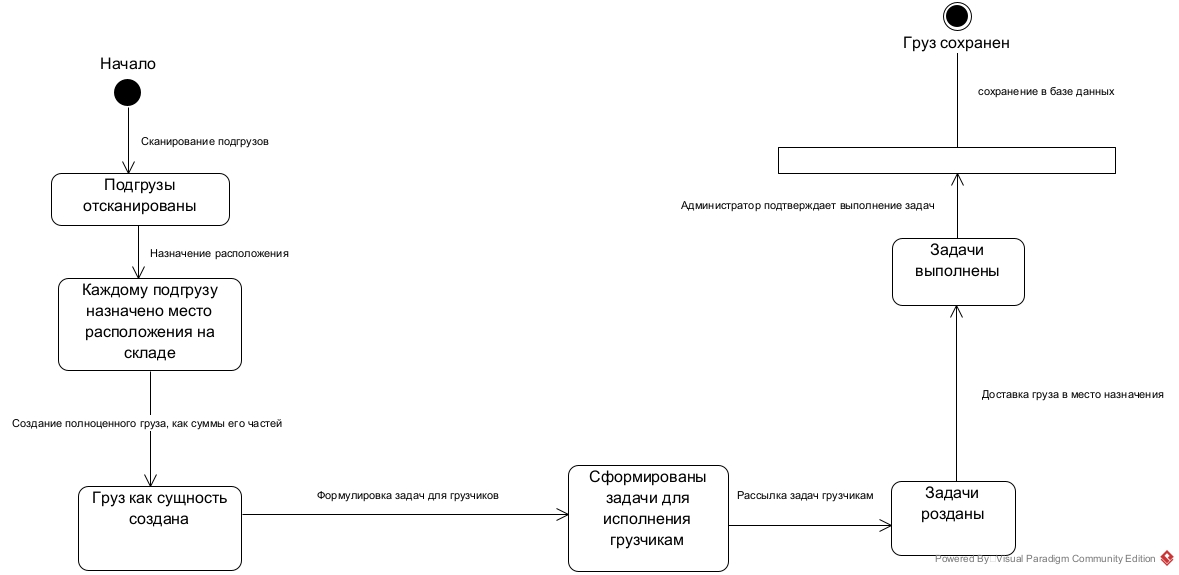 Начало
Сканирование подгрузов
Подгрузы
отсканированы
Назначение расположения
Каждому подгрузу
назначено место
расположения на
складе
Создание полноценного груза, как суммы его частей
Груз как сущность
создана
Формулировка задач для грузчиков
Сформированы
задачи для
исполнения
грузчикам
Рассылка задач грузчикам
Задачи
розданы
Доставка груза в место назначения
Задачи
выполнены
Администратор подтверждает выполнение задач
сохранение в базе данных
Груз сохранен
Powered By Visual Paradigm Community Edition